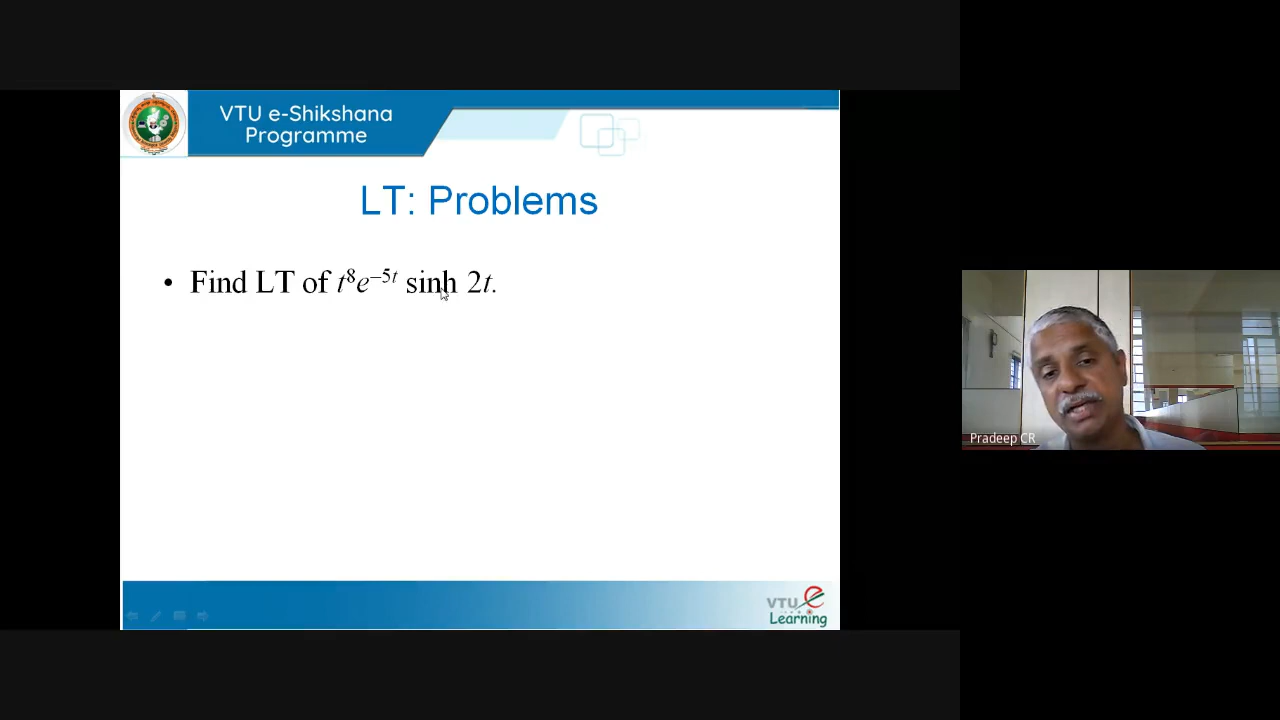 VTU e-Shikshana
Programme
LT: Problems
• Find LT of t⁸e⁻⁵ᵗ sinh 2t.
Pradeep CR
VTU e
Learning